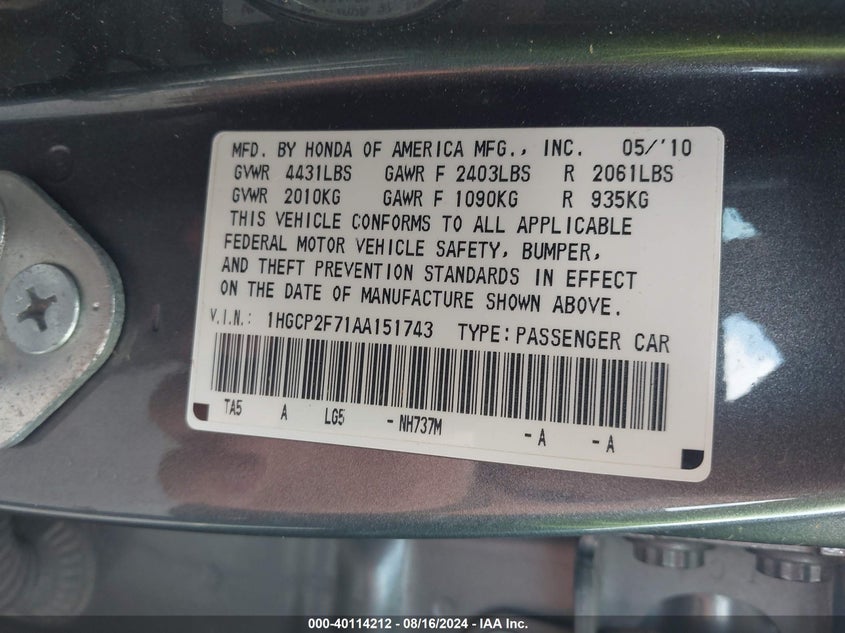 MFD. BY HONDA OF AMERICA MFG., INC. 05/'10
GVWR 4431LBS GAWR F 2403LBS R 2061LBS
GVWR 2010KG GAWR F 1090KG R 935KG
THIS VEHICLE CONFORMS TO ALL APPLICABLE
FEDERAL MOTOR VEHICLE SAFETY, BUMPER,
AND THEFT PREVENTION STANDARDS IN EFFECT
ON THE DATE OF MANUFACTURE SHOWN ABOVE.
V.I.N.: 1HGCP2F71AA151743 TYPE:PASSENGER CAR
TA5 A LG5 -NH737M -A -A
000-40114212 - 08/16/2024 - IAA Inc.